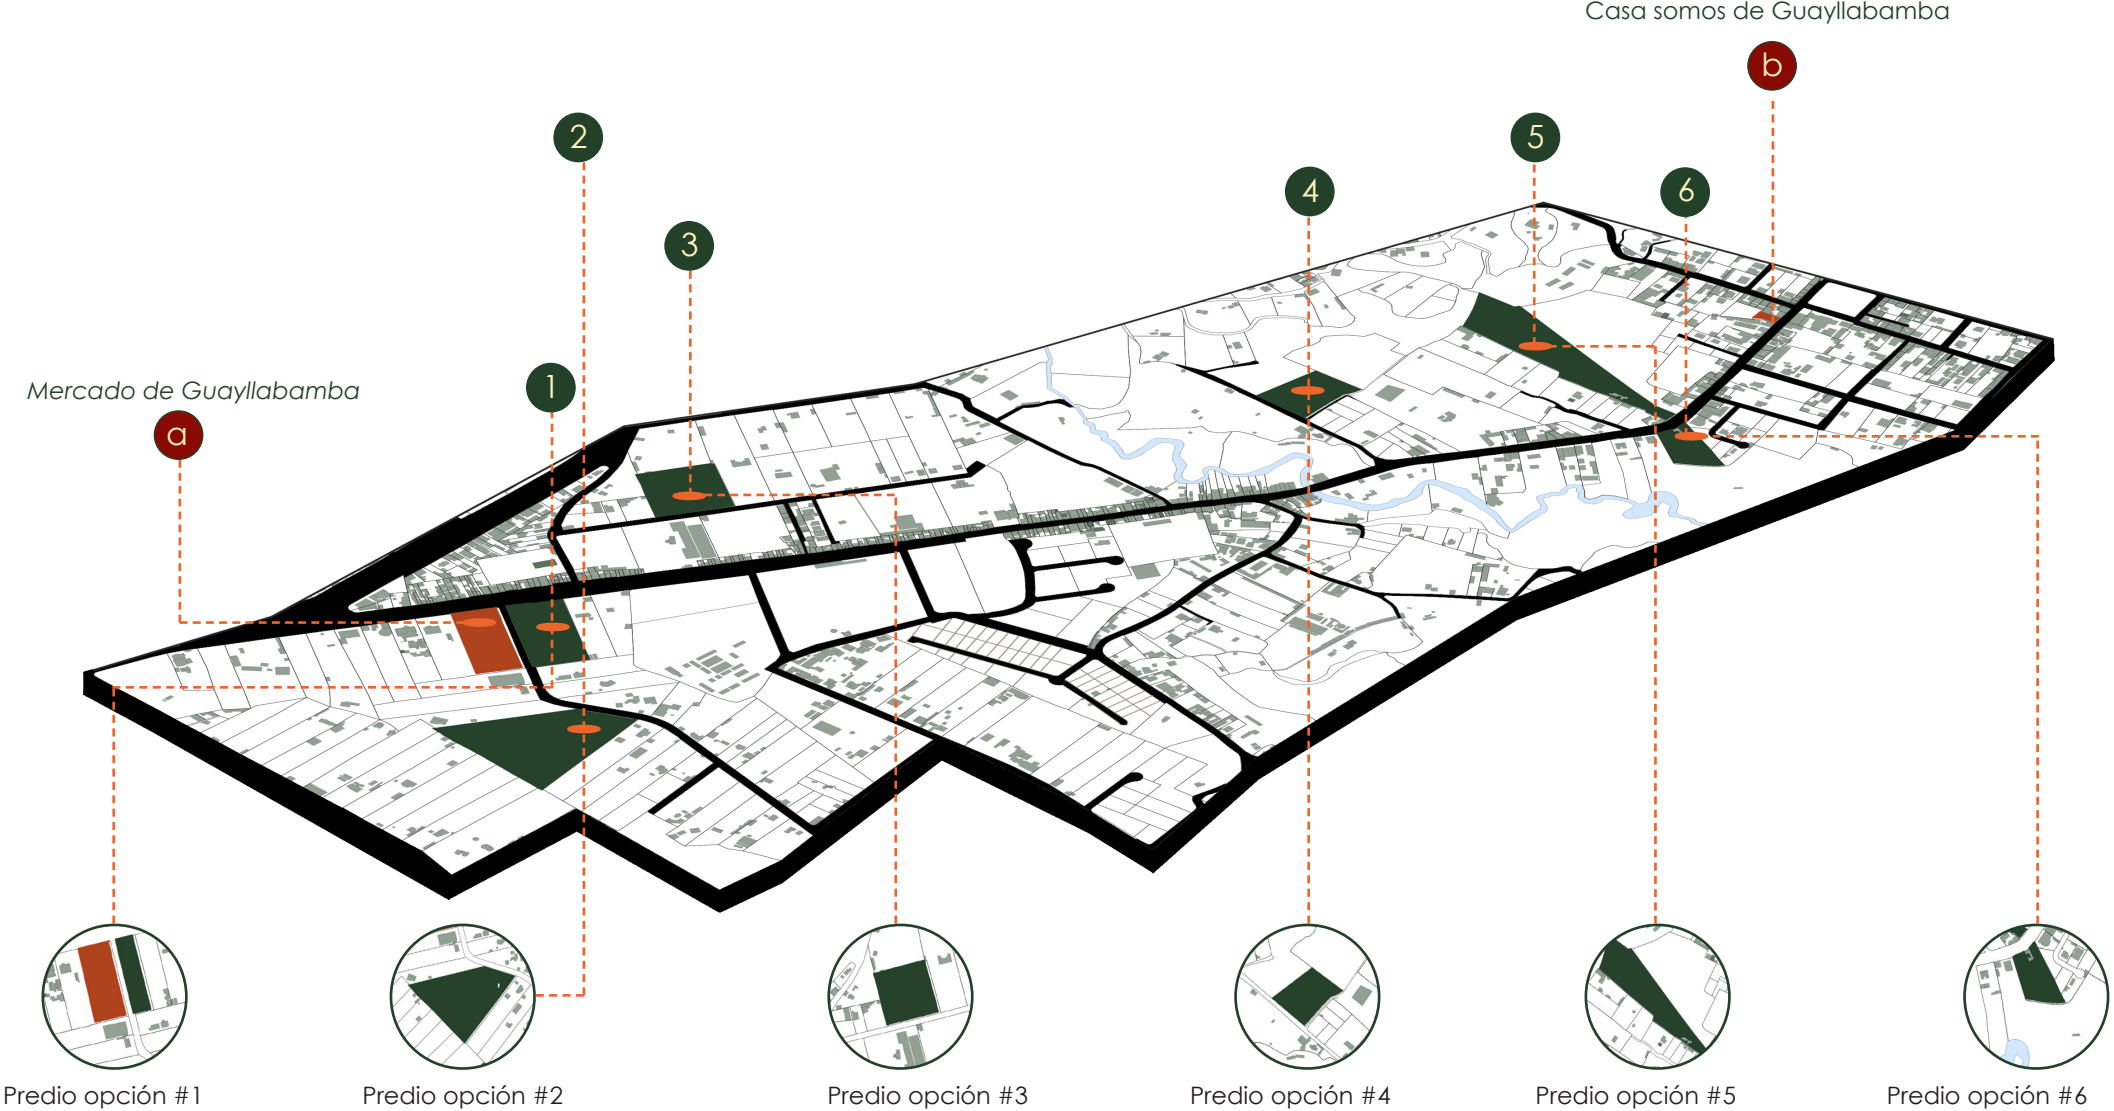 Casa somos de Guayllabamba
b
2
5
4
6
3
Mercado de Guayllabamba
1
a
Predio opción #1
Predio opción #2
Predio opción #3
Predio opción #4
Predio opción #5
Predio opción #6